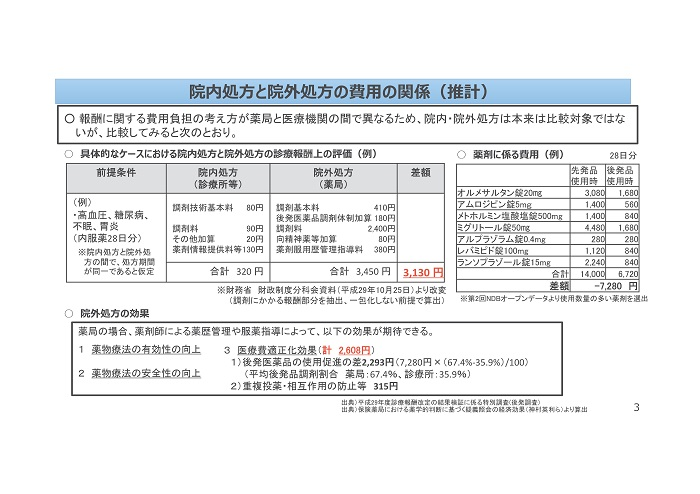 院内処方と院外処方の費用の関係（推計）
〇 報酬に関する費用負担の考え方が薬局と医療機関の間で異なるため、院内・院外処方は本来は比較対象ではな
いが、比較してみると次のとおり。
○ 具体的なケースにおける院内処方と院外処方の診療報酬上の評価（例）
前提条件 院内処方（診療所等） 院外処方（薬局） 差額
（例）
・高血圧、糖尿病、
不眠、胃炎
（内服薬28日分）
※院内処方と院外処
方の間で、処方期間
が同一であると仮定
調剤技術基本料 80円
調剤料 90円
その他加算 20円
薬剤情報提供料等130円
調剤基本料 410円
後発医薬品調剤体制加算 180円
調剤料 2,400円
向精神薬等加算 80円
薬剤服用歴管理指導料 380円
合計 320円 合計 3,450円 3,130円
※財務省 財政制度分科会資料（平成29年10月25日）より改変
（調剤にかかる報酬部分を抽出、一包化しない前提で算出）
○ 薬剤に係る費用（例） 28日分
先発品使用時 後発品使用時
オルメサルタン錠20mg 3,080 1,680
アムロジピン錠5mg 1,400 560
メトホルミン塩酸塩錠500mg 1,400 840
ミグリトール錠50mg 4,480 1,680
アルプラゾラム錠0.4mg 280 280
レバミピド錠100mg 1,120 840
ランソプラゾール錠15mg 2,240 840
合計 14,000 6,720
差額 -7,280 円
※第2回NDBオープンデータより使用数量の多い薬剤を選出
○ 院外処方の効果
薬局の場合、薬剤師による薬歴管理や服薬指導によって、以下の効果が期待できる。
1 薬物療法の有効性の向上
2 薬物療法の安全性の向上
3 医療費適正化効果（計 2,608円）
1）後発医薬品の使用促進の差2,293円（7,280円×（67.4%-35.9%）/100）
（平均後発品調剤割合 薬局：67.4%、診療所：35.9%）
2）重複投薬・相互作用の防止等 315円
出典）平成29年度診療報酬改定の結果検証に係る特別調査（後発調査）
出典）保険薬局における薬学的判断に基づく疑義照会の経済効果（神村英利ら）より算出
3